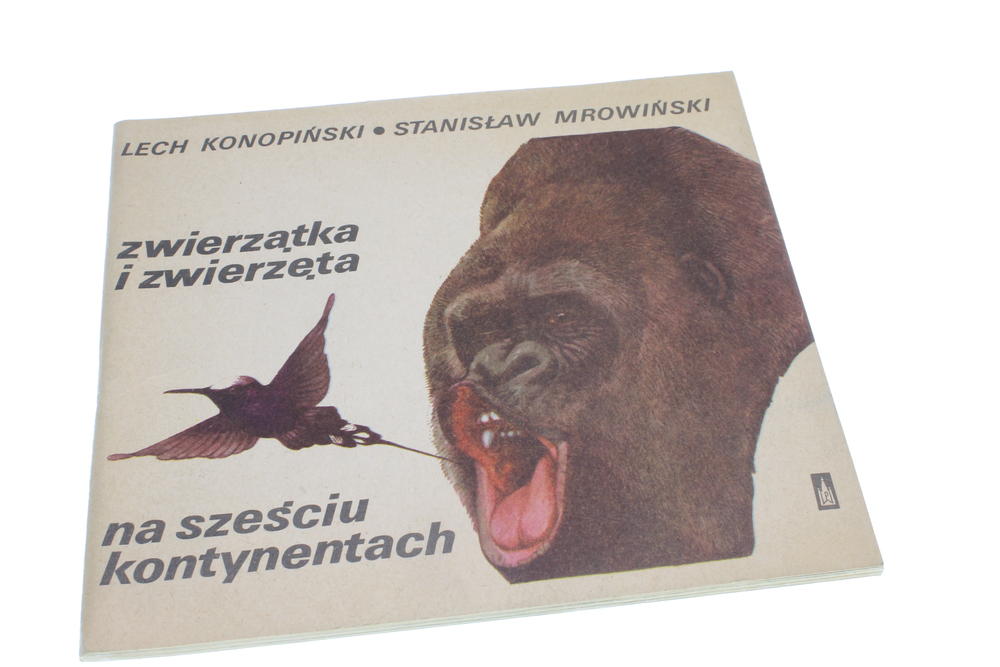 LECH KONOPIŃSKI • STANISŁAW MROWIŃSKI
zwierzątka
i zwierzęta
na sześciu
kontynentach